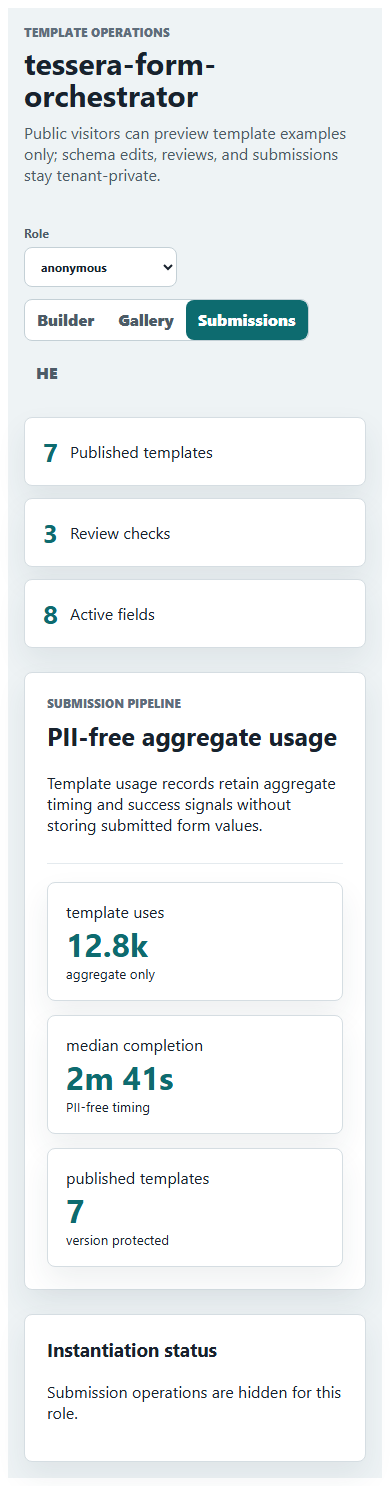 TEMPLATE OPERATIONS
tessera-form-
orchestrator
Public visitors can preview template examples
only; schema edits, reviews, and submissions
stay tenant-private.
Role
anonymous
Builder Gallery Submissions
HE
7 Published templates
3 Review checks
8 Active fields
SUBMISSION PIPELINE
PII-free aggregate usage
Template usage records retain aggregate
timing and success signals without
storing submitted form values.
template uses
12.8k
aggregate only
median completion
2m 41s
PII-free timing
published templates
7
version protected
Instantiation status
Submission operations are hidden for this
role.